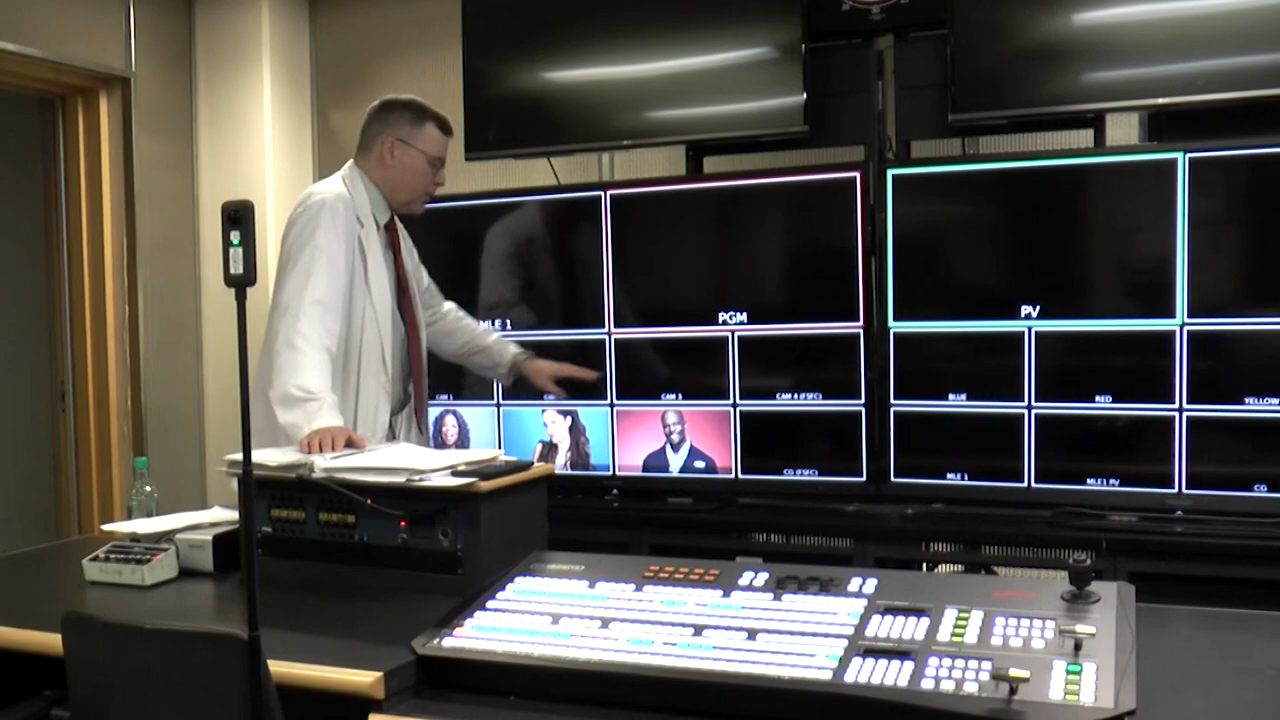 MLE 1
PGM
PV
CAM 1
CAM 3
CAM 4 (FSFC)
BLUE
RED
YELLOW
CG (FSFC)
MLE 1
MLE1 PV
CG